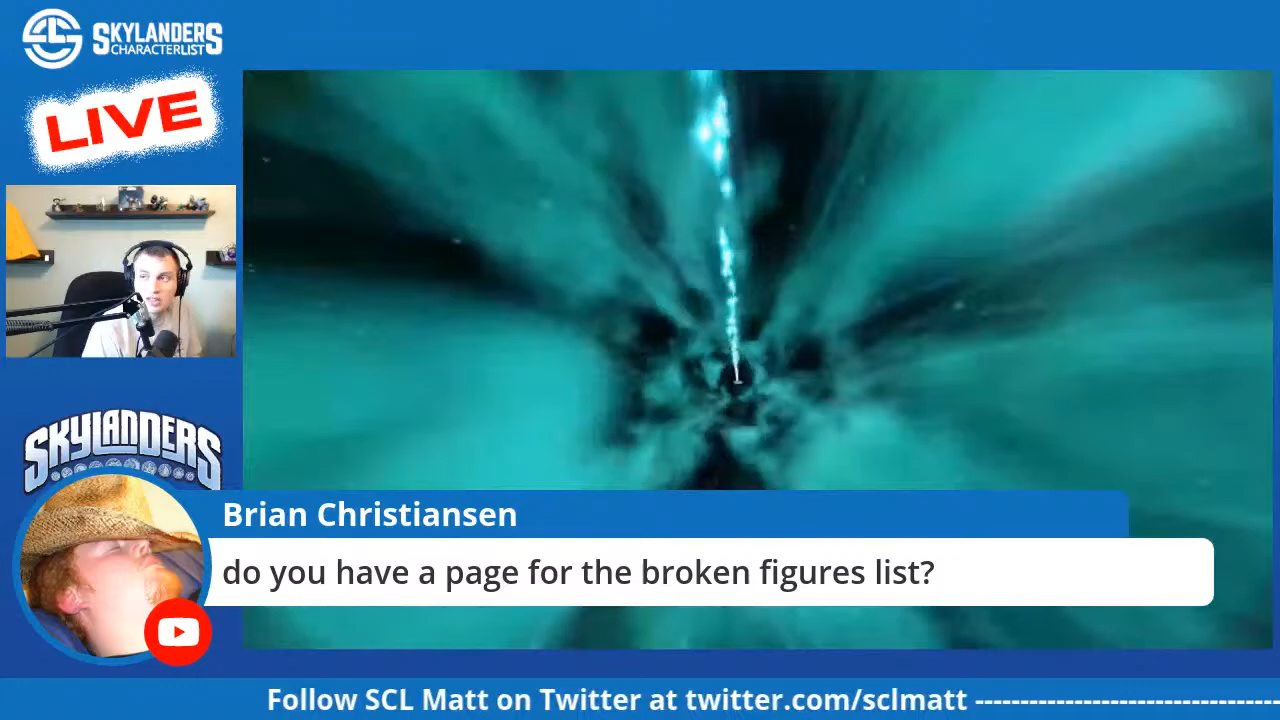 SKYLANDERS
CHARACTERLIST
LIVE
SKYLANDERS
Brian Christiansen
do you have a page for the broken figures list?
Follow SCL Matt on Twitter at twitter.com/sclmatt --------------------------------